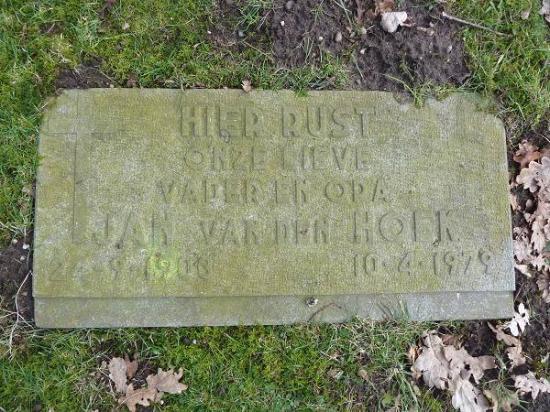 HIER RUST
ONZE LIEVE
VADER EN OPA
JAN VAN DEN HOEK
10-4-1979